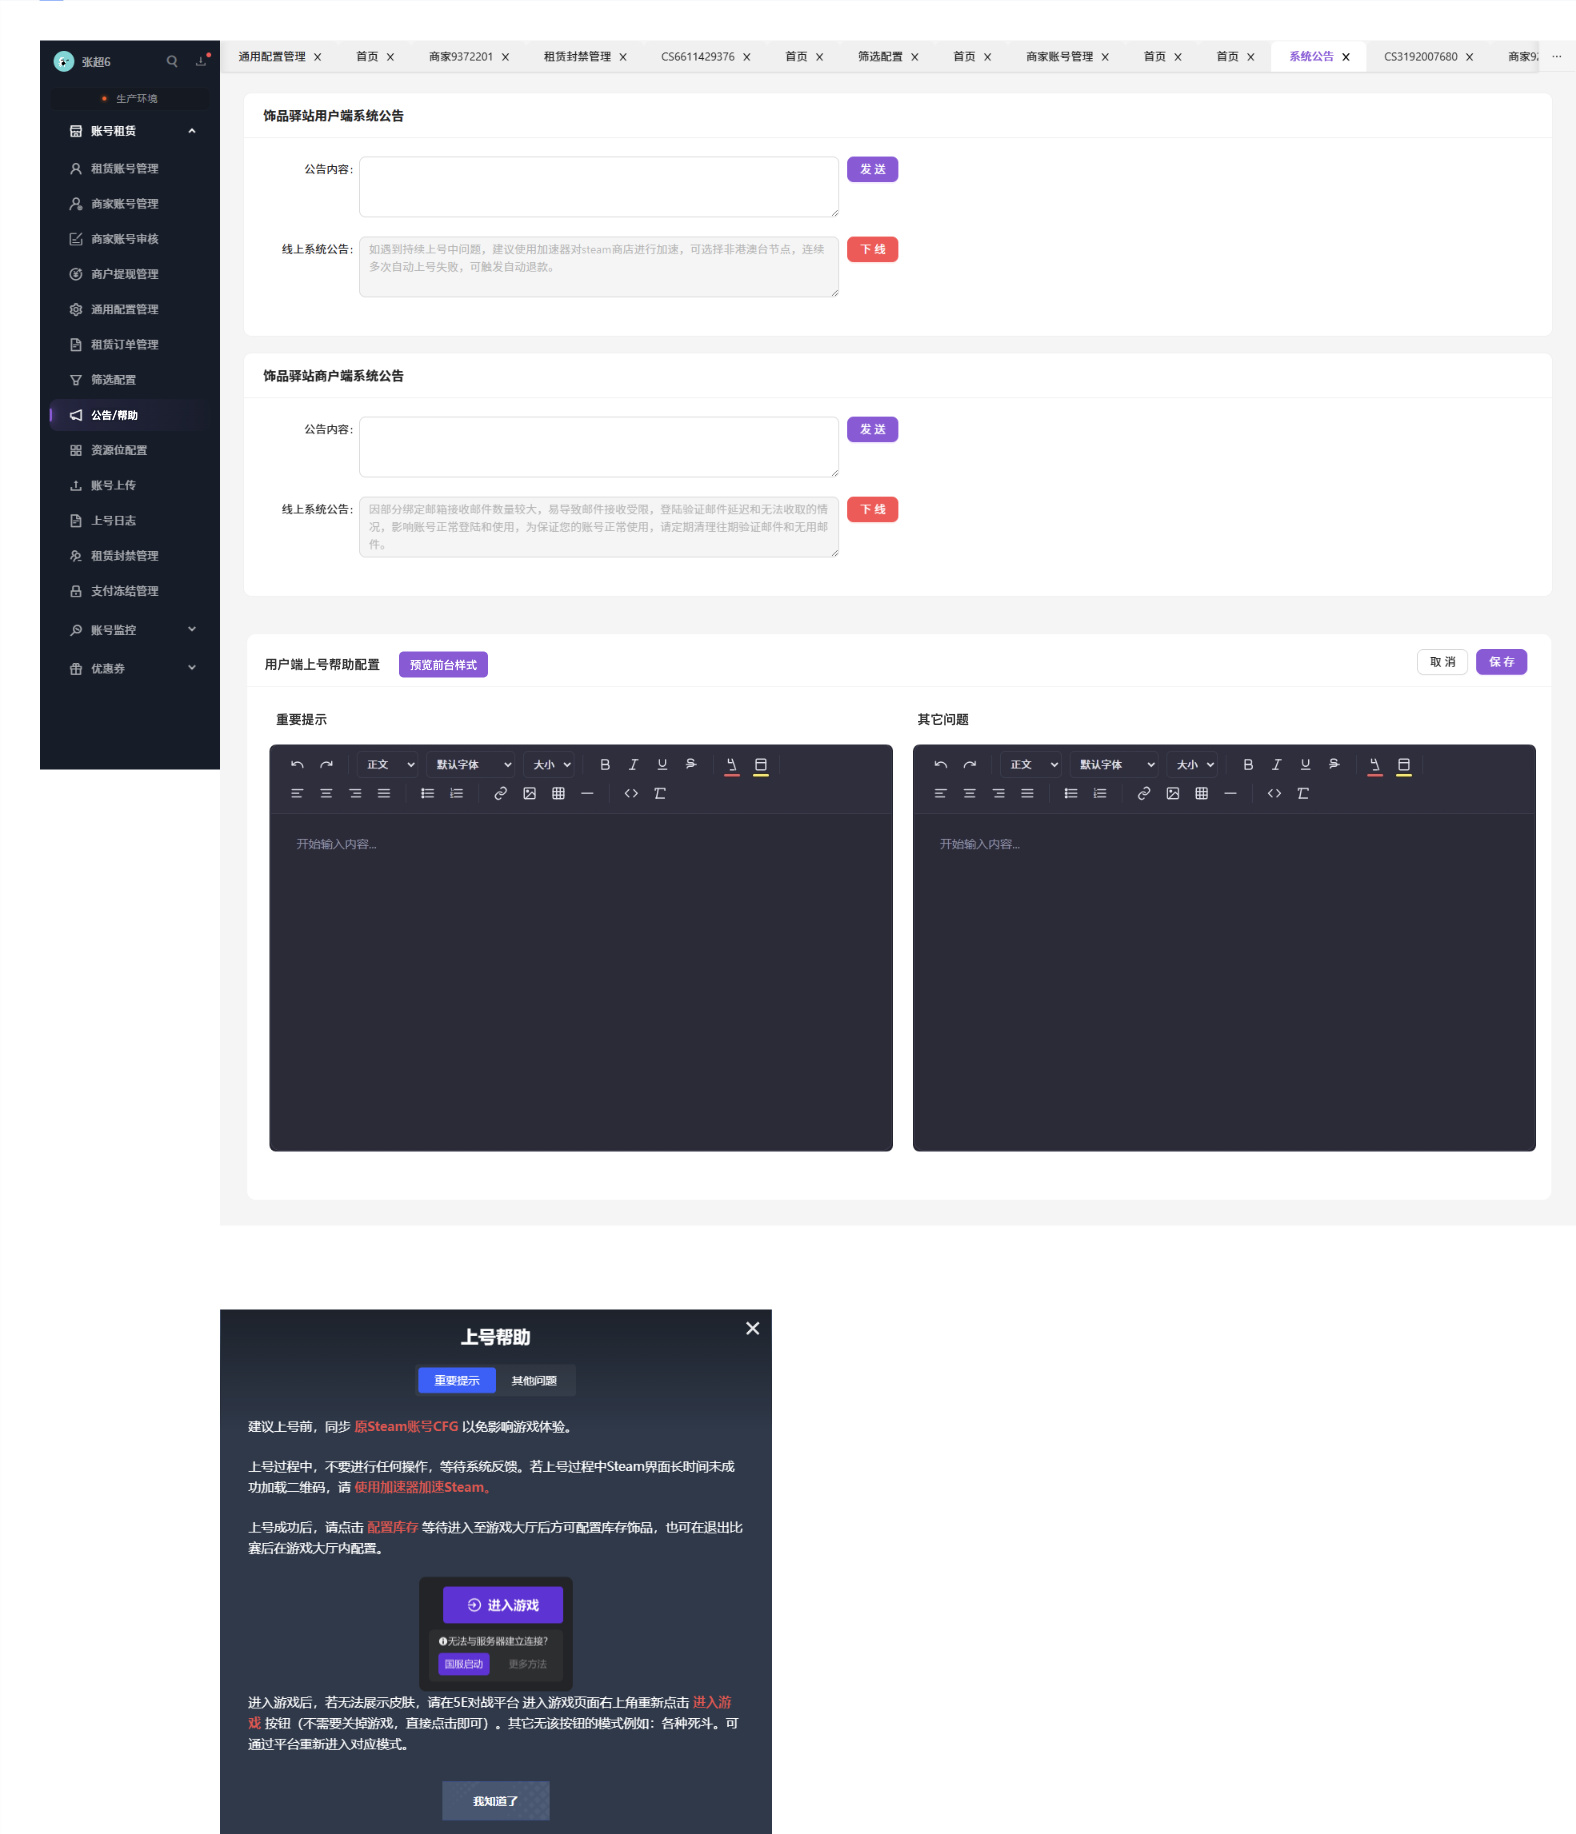 张超6
生产环境
账号租赁
租赁账号管理
商家账号管理
商家账号审核
商户提现管理
通用配置管理
租赁订单管理
筛选配置
公告/帮助
资源位配置
账号上传
上号日志
租赁封禁管理
支付冻结管理
账号监控
优惠券
通用配置管理 首页 商家9372201 租赁封禁管理 CS6611429376 首页 筛选配置 首页 商家账号管理 首页 首页 系统公告 CS3192007680 商家9 ...
饰品驿站用户端系统公告
公告内容:
发 送
线上系统公告:
如遇到持续上号中问题，建议使用加速器对steam商店进行加速，可选择非港澳台节点，连续
多次自动上号失败，可触发自动退款。
下 线
饰品驿站商户端系统公告
公告内容:
发 送
线上系统公告:
因部分绑定邮箱接收邮件数量较大，易导致邮件接收受限，登陆验证邮件延迟和无法收取的情
况，影响账号正常登陆和使用，为保证您的账号正常使用，请定期清理往期验证邮件和无用邮
件。
下 线
用户端上号帮助配置 预览前台样式
取 消 保 存
重要提示
正文 默认字体 大小
开始输入内容...
其它问题
正文 默认字体 大小
开始输入内容...
上号帮助
重要提示 其他问题
建议上号前，同步 原Steam账号CFG 以免影响游戏体验。
上号过程中，不要进行任何操作，等待系统反馈。若上号过程中Steam界面长时间未成
功加载二维码，请 使用加速器加速Steam。
上号成功后，请点击 配置库存 等待进入至游戏大厅后方可配置库存饰品，也可在退出比
赛后在游戏大厅内配置。
进入游戏
无法与服务器建立连接?
国服启动 更多方法
进入游戏后，若无法展示皮肤，请在5E对战平台 进入游戏页面右上角重新点击 进入游
戏 按钮（不需要关掉游戏，直接点击即可）。其它无该按钮的模式例如：各种死斗。可
通过平台重新进入对应模式。
我知道了